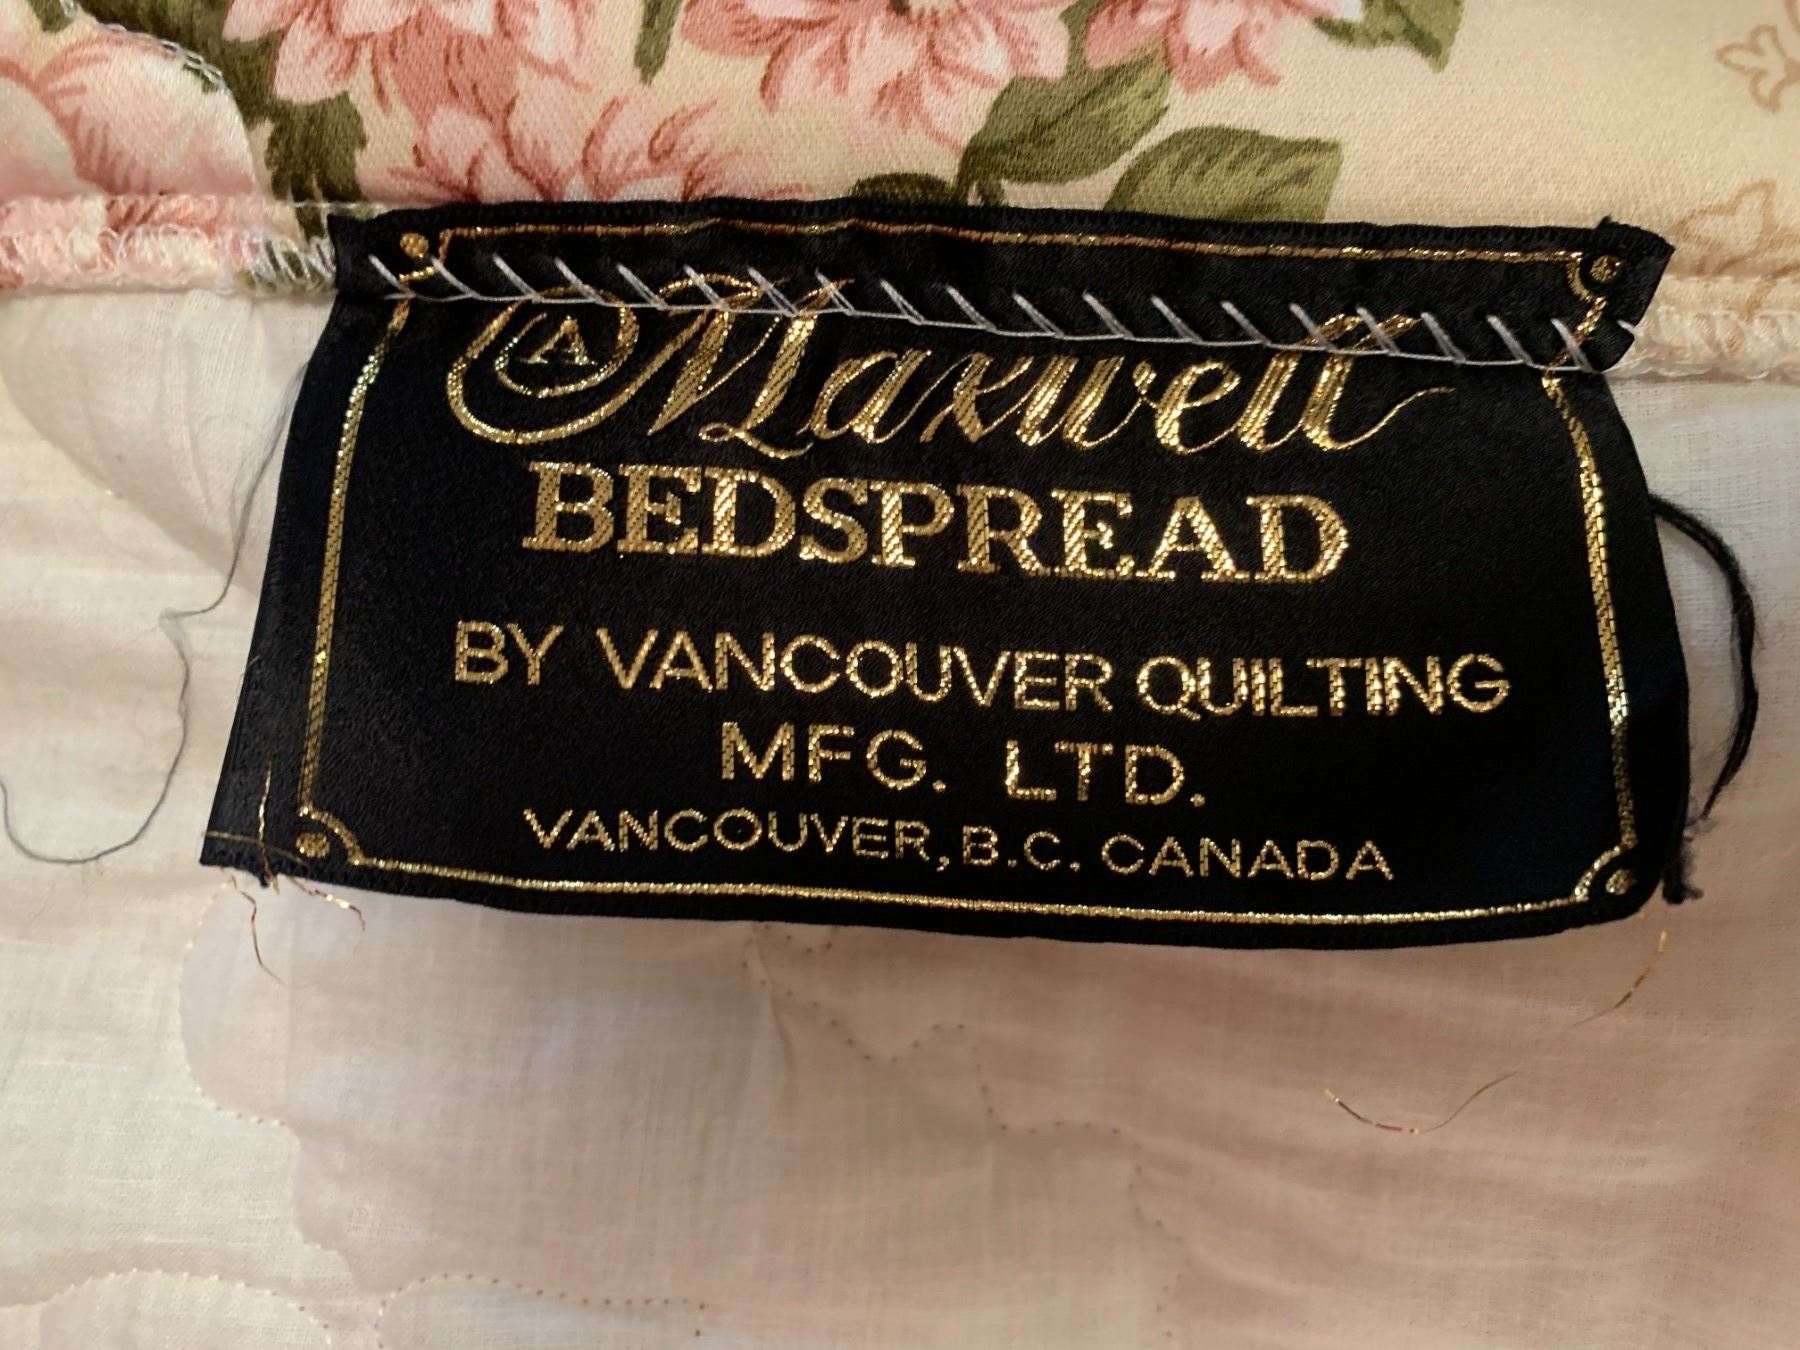 A Maxwell
BEDSPREAD
BY VANCOUVER QUILTING
MFG. LTD.
VANCOUVER, B.C. CANADA